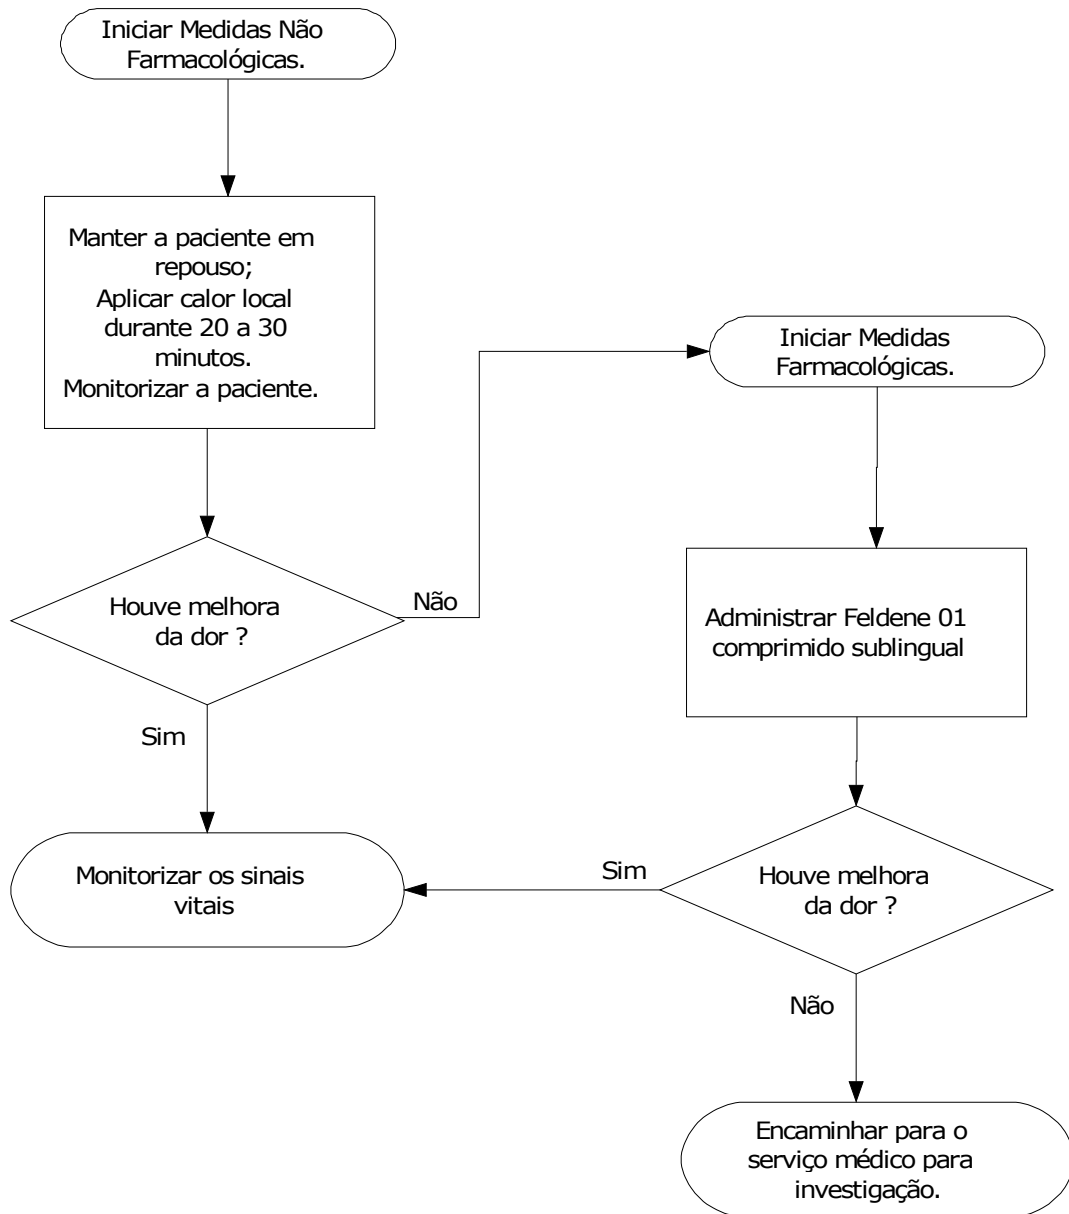 Iniciar Medidas Não
Farmacológicas.
Manter a paciente em
repouso;
Aplicar calor local
durante 20 a 30
minutos.
Monitorizar a paciente.
Houve melhora
da dor ?
Não
Sim
Monitorizar os sinais
vitais
Iniciar Medidas
Farmacológicas.
Administrar Feldene 01
comprimido sublingual
Houve melhora
da dor ?
Sim
Não
Encaminhar para o
serviço médico para
investigação.